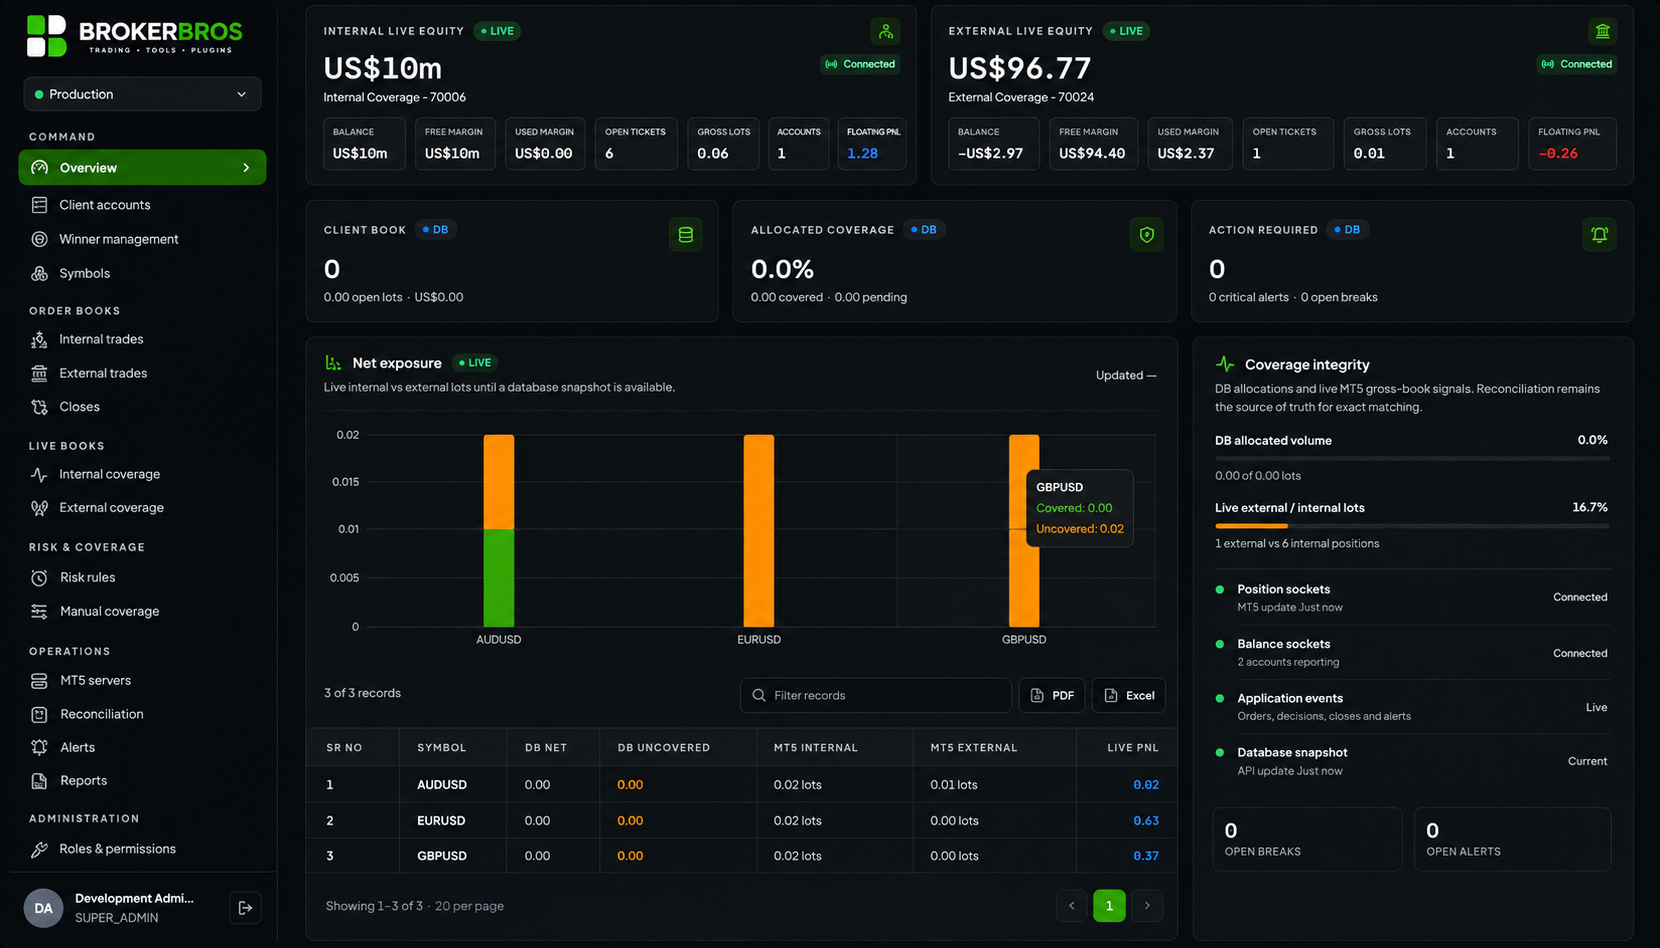 BROKERBROS
TRADING • TOOLS • PLUGINS
Production
COMMAND
Overview
Client accounts
Winner management
Symbols
ORDER BOOKS
Internal trades
External trades
Closes
LIVE BOOKS
Internal coverage
External coverage
RISK & COVERAGE
Risk rules
Manual coverage
OPERATIONS
MT5 servers
Reconciliation
Alerts
Reports
ADMINISTRATION
Roles & permissions
DA
Development Admi...
SUPER_ADMIN
INTERNAL LIVE EQUITY LIVE
US$10m
Connected
Internal Coverage - 70006
BALANCE
US$10m
FREE MARGIN
US$10m
USED MARGIN
US$0.00
OPEN TICKETS
6
GROSS LOTS
0.06
ACCOUNTS
1
FLOATING PNL
1.28
EXTERNAL LIVE EQUITY LIVE
US$96.77
Connected
External Coverage - 70024
BALANCE
-US$2.97
FREE MARGIN
US$94.40
USED MARGIN
US$2.37
OPEN TICKETS
1
GROSS LOTS
0.01
ACCOUNTS
1
FLOATING PNL
-0.26
CLIENT BOOK DB
0
0.00 open lots · US$0.00
ALLOCATED COVERAGE DB
0.0%
0.00 covered · 0.00 pending
ACTION REQUIRED DB
0
0 critical alerts · 0 open breaks
Net exposure LIVE
Live internal vs external lots until a database snapshot is available.
Updated —
0.02
0.015
0.01
0.005
0
AUDUSD EURUSD GBPUSD
GBPUSD
Covered: 0.00
Uncovered: 0.02
3 of 3 records
Filter records
PDF
Excel
SR NO SYMBOL DB NET DB UNCOVERED MT5 INTERNAL MT5 EXTERNAL LIVE PNL
1 AUDUSD 0.00 0.00 0.02 lots 0.01 lots 0.02
2 EURUSD 0.00 0.00 0.02 lots 0.00 lots 0.63
3 GBPUSD 0.00 0.00 0.02 lots 0.00 lots 0.37
Showing 1–3 of 3 · 20 per page
1
Coverage integrity
DB allocations and live MT5 gross-book signals. Reconciliation remains
the source of truth for exact matching.
DB allocated volume 0.0%
0.00 of 0.00 lots
Live external / internal lots 16.7%
1 external vs 6 internal positions
Position sockets
MT5 update Just now
Connected
Balance sockets
2 accounts reporting
Connected
Application events
Orders, decisions, closes and alerts
Live
Database snapshot
API update Just now
Current
0
OPEN BREAKS
0
OPEN ALERTS